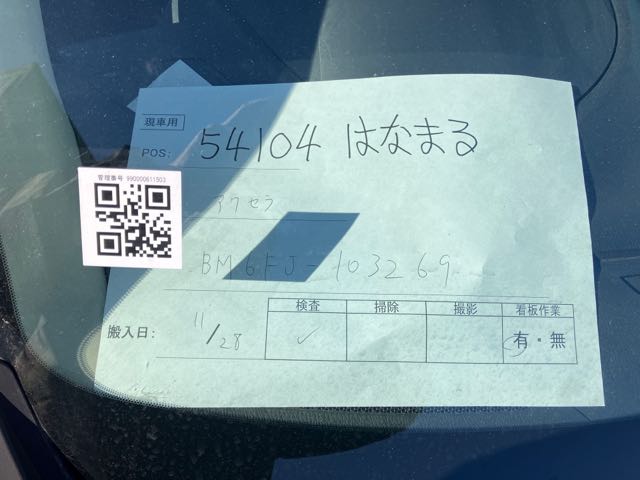 現車用
POS: 54104 はなまる
管理番号 990000611503
アクセラ
BM6FJ-103269
検査 掃除 撮影 看板作業
搬入日: 11/28 ✓ 有・無